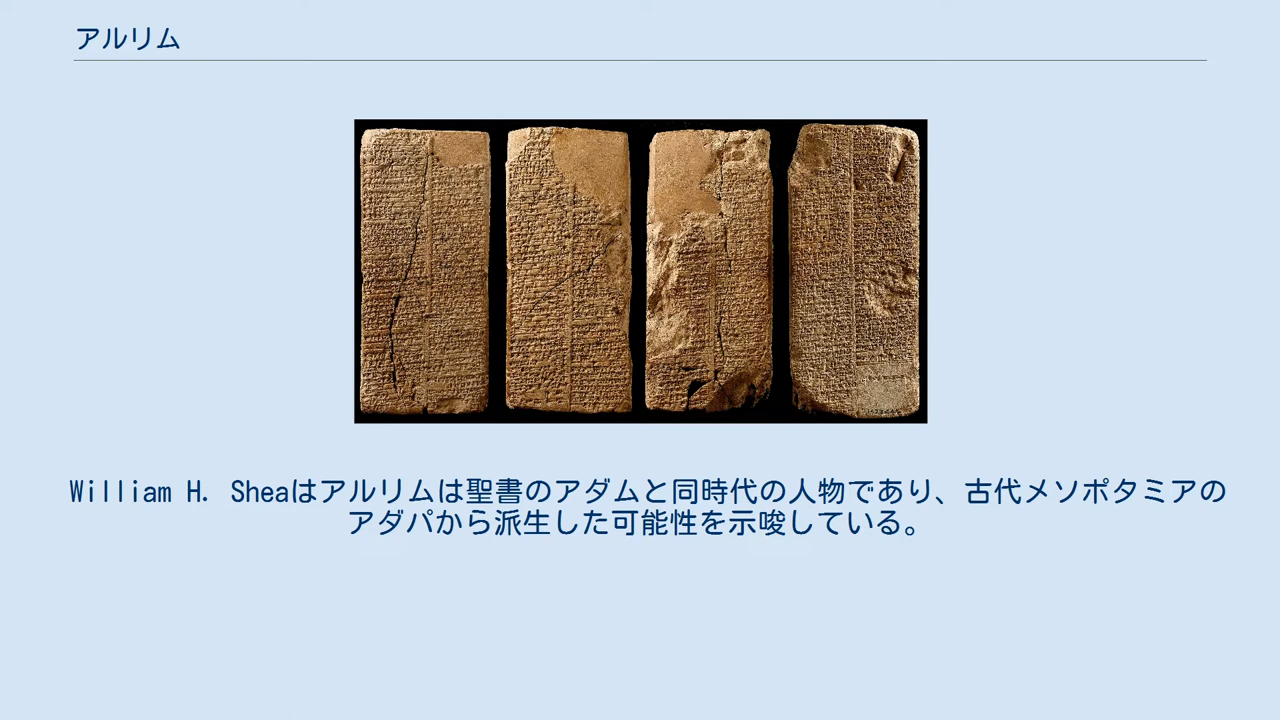 アルリム
William H. Sheaはアルリムは聖書のアダムと同時代の人物であり、古代メソポタミアの
アダパから派生した可能性を示唆している。